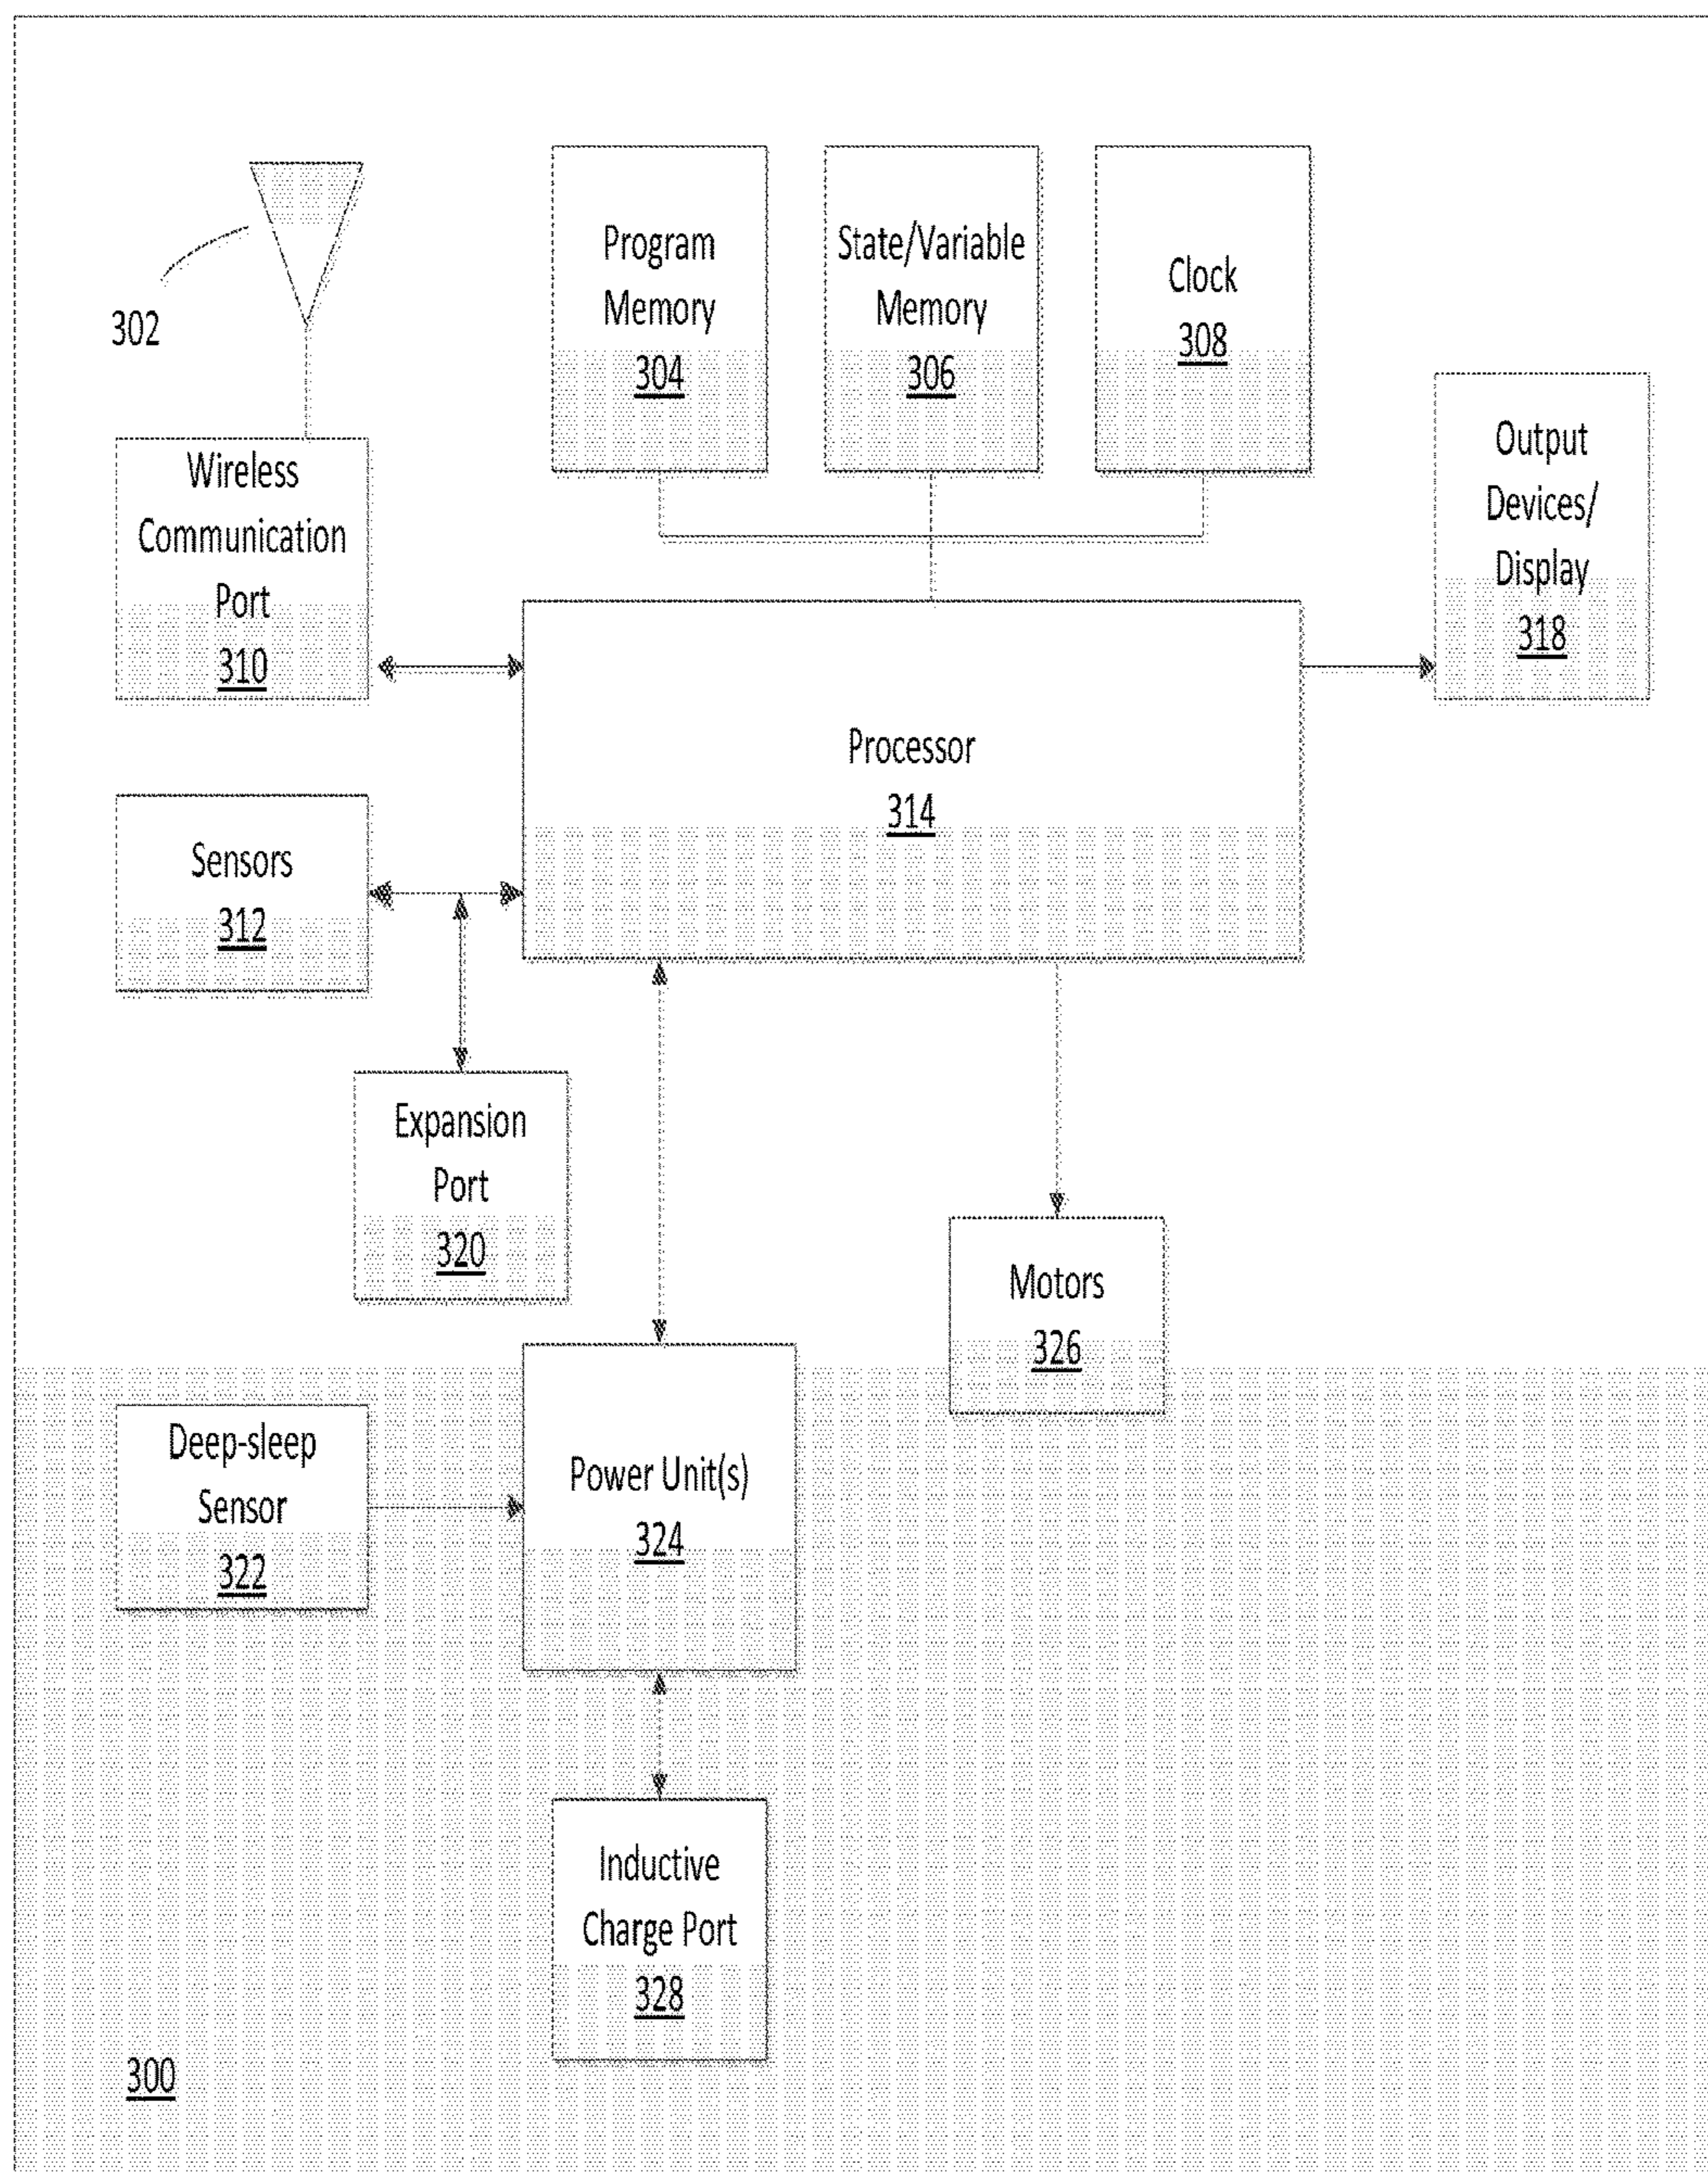 302
Program
Memory
304
State/Variable
Memory
306
Clock
308
Wireless
Communication
Port
310
Output
Devices/
Display
318
Processor
314
Sensors
312
Expansion
Port
320
Motors
326
Deep-sleep
Sensor
322
Power Unit(s)
324
Inductive
Charge Port
328
300